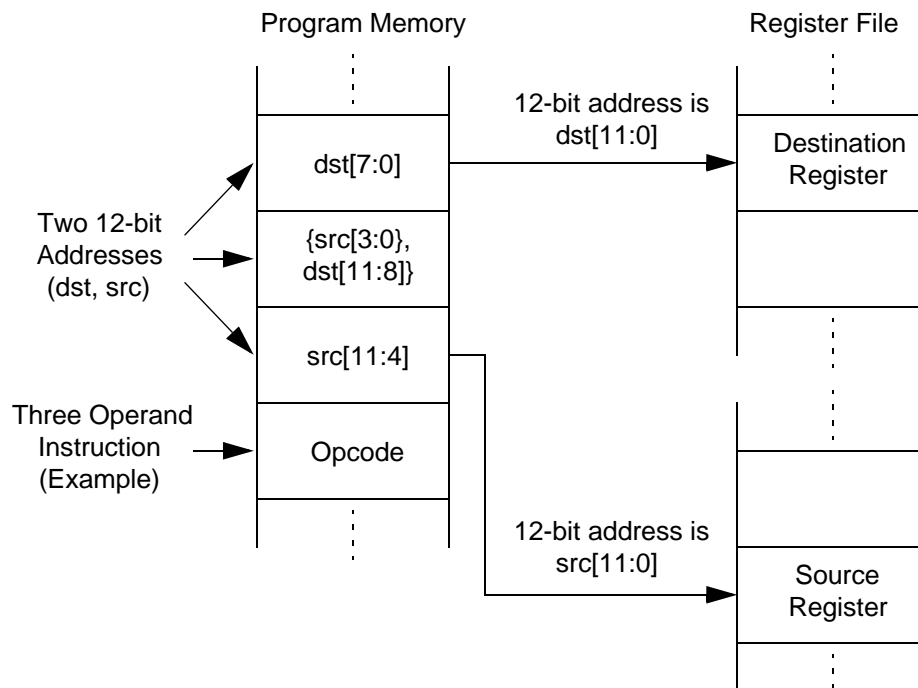 Program Memory
Register File
12-bit address is
dst[11:0]
dst[7:0]
Destination
Register
Two 12-bit
Addresses
(dst, src)
{src[3:0},
dst[11:8]}
src[11:4]
Three Operand
Instruction
(Example)
Opcode
12-bit address is
src[11:0]
Source
Register